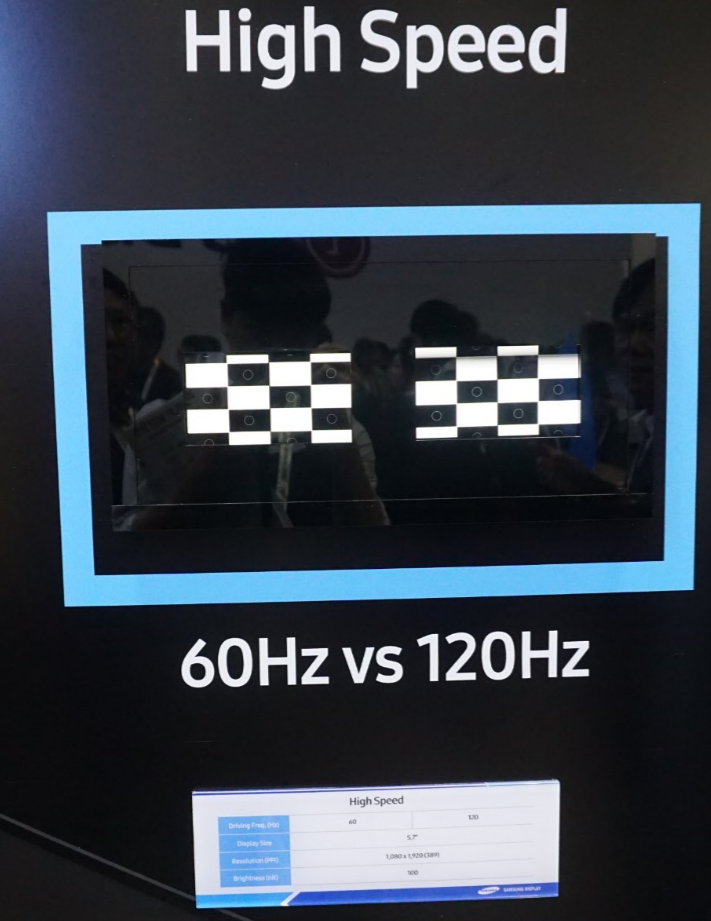 High Speed
60Hz vs 120Hz
High Speed
Driving Freq. (Hz) 60 120
Display Size 5.7"
Resolution (PPI) 1,080 x 1,920 (389)
Brightness (nit) 300
SAMSUNG SAMSUNG DISPLAY